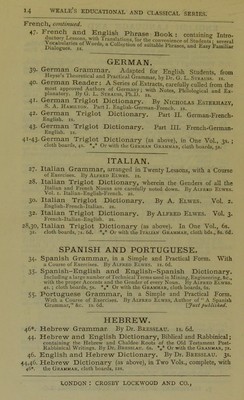 14 WEALE'S EDUCATIONAL AND CLASSICAL SERIES.
French, continued.
47. French and English Phrase Book; containing Intro-
ductory Lessons, with Translations, for the convenience of Students; several
Vocabularies of Words, a Collection of suitable Phrases, and Easy Familiar
Dialogues. 1s.
GERMAN.
39. German Grammar. Adapted for English Students, from
Heyse's Theoretical and Practical Grammar, by Dr. G. L. STRAUSS. 1s.
40. German Reader: A Series of Extracts, carefully culled from the
most approved Authors of Germany; with Notes, Philological and Ex-
planatory. By G. L. STRAUSS, Ph.D. 1s.
41. German Triglot Dictionary. By NICHOLAS ESTERHAZY,
S. A. HAMILTON. Part I. English-German-French. 1s.
42. German Triglot Dictionary. Part II. German-French-
English. 1s.
43. German Triglot Dictionary. Part III. French-German-
English. 1s.
41-43. German Triglot Dictionary (as above), in One Vol., 3s.;
cloth boards, 4s. *** Or with the GERMAN GRAMMAR, cloth boards, 5s.
ITALIAN.
27. Italian Grammar, arranged in Twenty Lessons, with a Course
of Exercises. By ALFRED ELWES. 1s.
28. Italian Triglot Dictionary, wherein the Genders of all the
Italian and French Nouns are carefully noted down. By ALFRED ELWES.
Vol. 1. Italian-English-French. 2s.
30. Italian Triglot Dictionary. By A. ELWES. Vol. 2.
English-French-Italian. 2s.
32. Italian Triglot Dictionary. By ALFRED ELWES. Vol. 3.
French-Italian-English. 2s.
28,30, Italian Triglot Dictionary (as above). In One Vol., 6s.
32. cloth boards, 7s. 6d. *** Or with the ITALIAN GRAMMAR, cloth bds., 8s. 6d.
SPANISH AND PORTUGUESE.
34. Spanish Grammar, in a Simple and Practical Form. With
a Course of Exercises. By ALFRED ELWES. 1s. 6d.
35. Spanish-English and English-Spanish Dictionary.
Including a large number of Technical Terms used in Mining, Engineering, &c.,
with the proper Accents and the Gender of every Noun. By ALFRED ELWES.
4s.; cloth boards, 5s. *** Or with the GRAMMAR, cloth boards, 6s.
55. Portuguese Grammar, in a Simple and Practical Form.
With a Course of Exercises. By ALFRED ELWES, Author of "A Spanish
Grammar," &c. 1s. 6d. [Just published.
HEBREW.
46*. Hebrew Grammar. By Dr. BRESSLAU. 1s. 6d.
44. Hebrew and English Dictionary, Biblical and Rabbinical;
containing the Hebrew and Chaldee Roots of the Old Testament Post-
Rabbinical Writings. By Dr. BRESSLAU. 6s. *** Or with the GRAMMAR, 7s.
46. English and Hebrew Dictionary. By Dr. BRESSLAU. 3s.
44,46. Hebrew Dictionary (as above), in Two Vols., complete, with
46*. the GRAMMAR, cloth boards, 12s.
LONDON: CROSBY LOCKWOOD AND CO.,